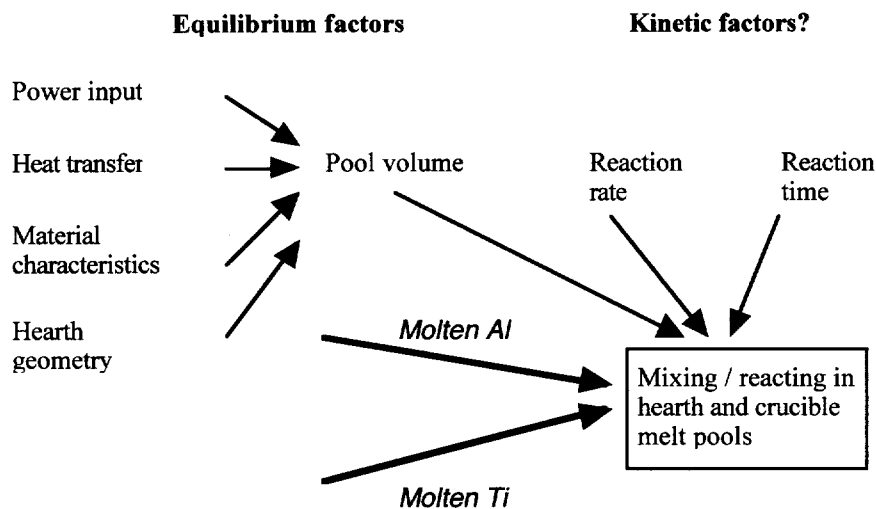 Equilibrium factors
Kinetic factors?
Power input
Heat transfer
Pool volume
Reaction
rate
Reaction
time
Material
characteristics
Hearth
geometry
Molten Al
Mixing / reacting in
hearth and crucible
melt pools
Molten Ti